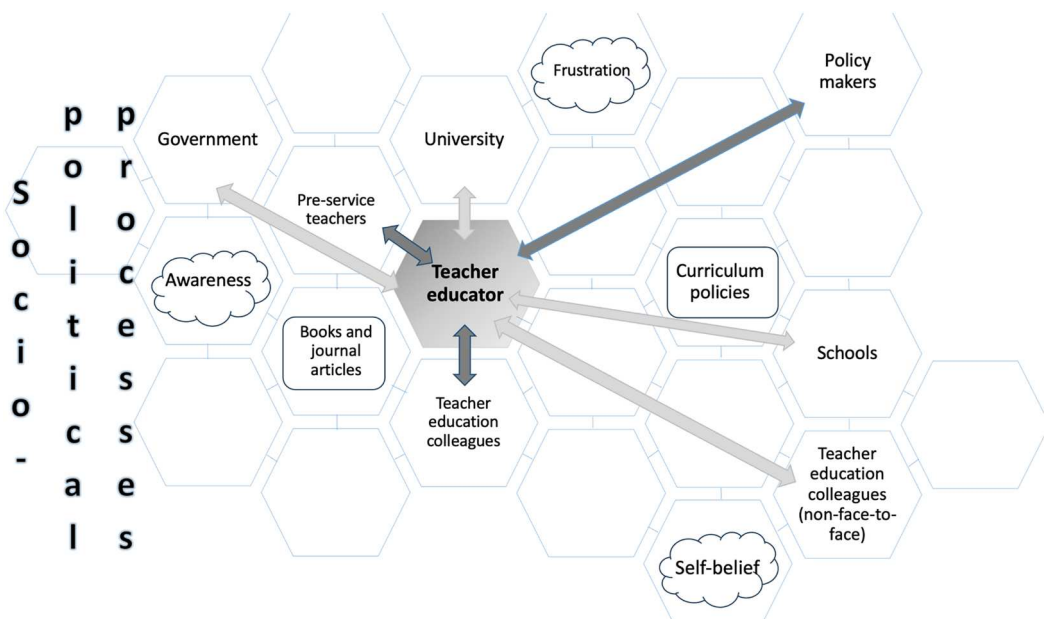 Socio-
political
processses
Government
University
Frustration
Policy
makers
Pre-service
teachers
Awareness
Teacher
educator
Curriculum
policies
Books and
journal
articles
Schools
Teacher
education
colleagues
Teacher
education
colleagues
(non-face-to-
face)
Self-belief